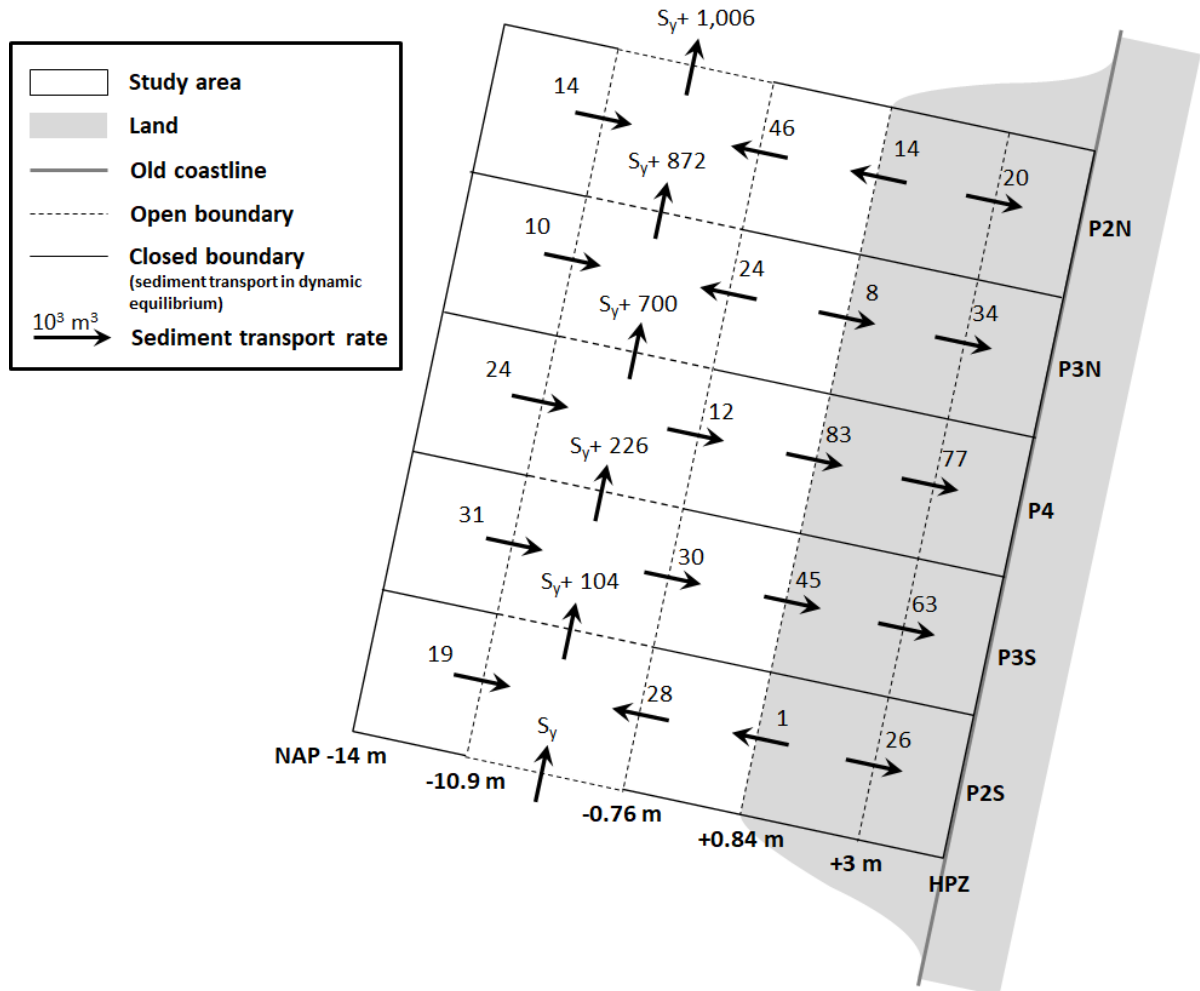 Study area
Land
Old coastline
Open boundary
Closed boundary
(sediment transport in dynamic
equilibrium)
10³ m³
Sediment transport rate
Sy+ 1,006
14
46
14
20
P2N
Sy+ 872
10
24
8
34
P3N
Sy+ 700
24
12
83
77
P4
Sy+ 226
31
30
45
63
P3S
Sy+ 104
19
28
1
26
P2S
Sy
NAP -14 m
-10.9 m
-0.76 m
+0.84 m
+3 m
HPZ